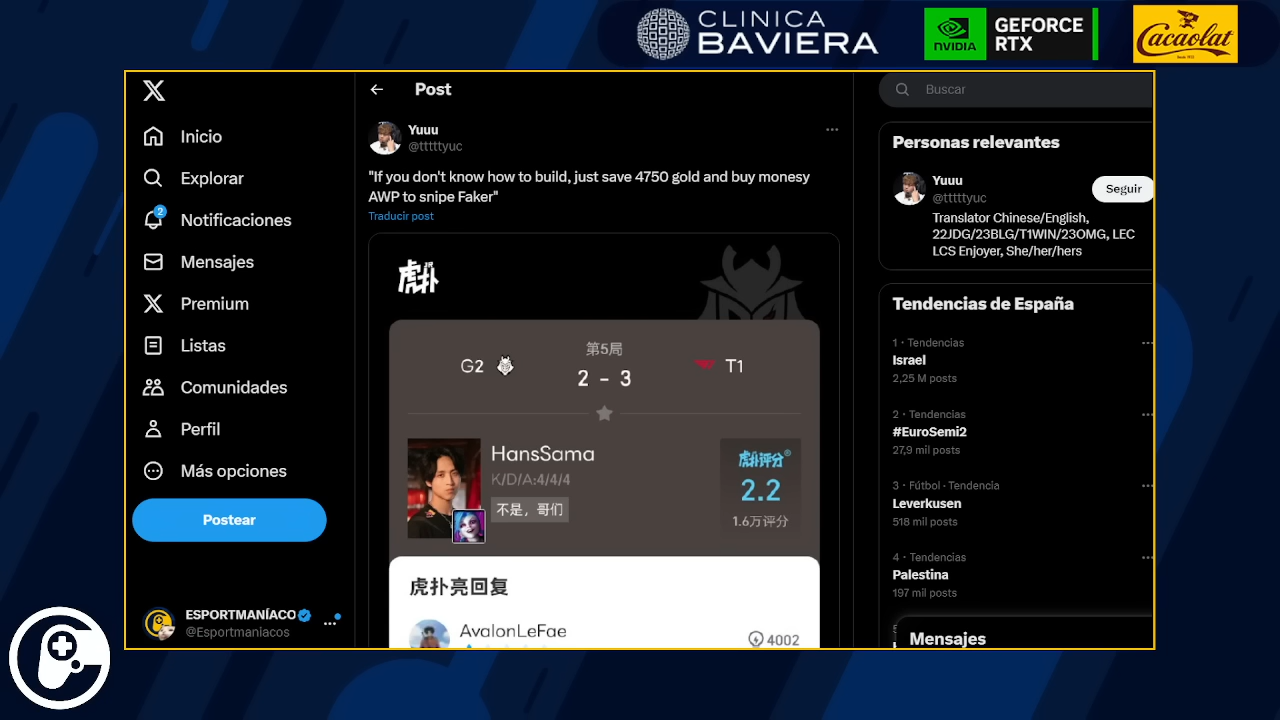 CLINICA
BAVIERA
NVIDIA
GEFORCE
RTX
Cacaolat
Inicio
Explorar
2
Notificaciones
Mensajes
Premium
Listas
Comunidades
Perfil
Más opciones
Postear
ESPORTMANÍACO
@Esportmaniacos
Post
Yuuu
@tttttyuc
"If you don't know how to build, just save 4750 gold and buy monesy
AWP to snipe Faker"
Traducir post
虎扑
G2
第5局
2 - 3
T1
HansSama
K/D/A:4/4/4
不是，哥们
虎扑评分
2.2
1.6万评分
虎扑亮回复
AvalonLeFae
4002
Buscar
Personas relevantes
Yuuu
@tttttyuc
Seguir
Translator Chinese/English,
22JDG/23BLG/T1WIN/23OMG, LEC
LCS Enjoyer, She/her/hers
Tendencias de España
1 · Tendencias
Israel
2,25 M posts
2 · Tendencias
#EuroSemi2
27,9 mil posts
3 · Fútbol · Tendencia
Leverkusen
518 mil posts
4 · Tendencias
Palestina
197 mil posts
Mensajes